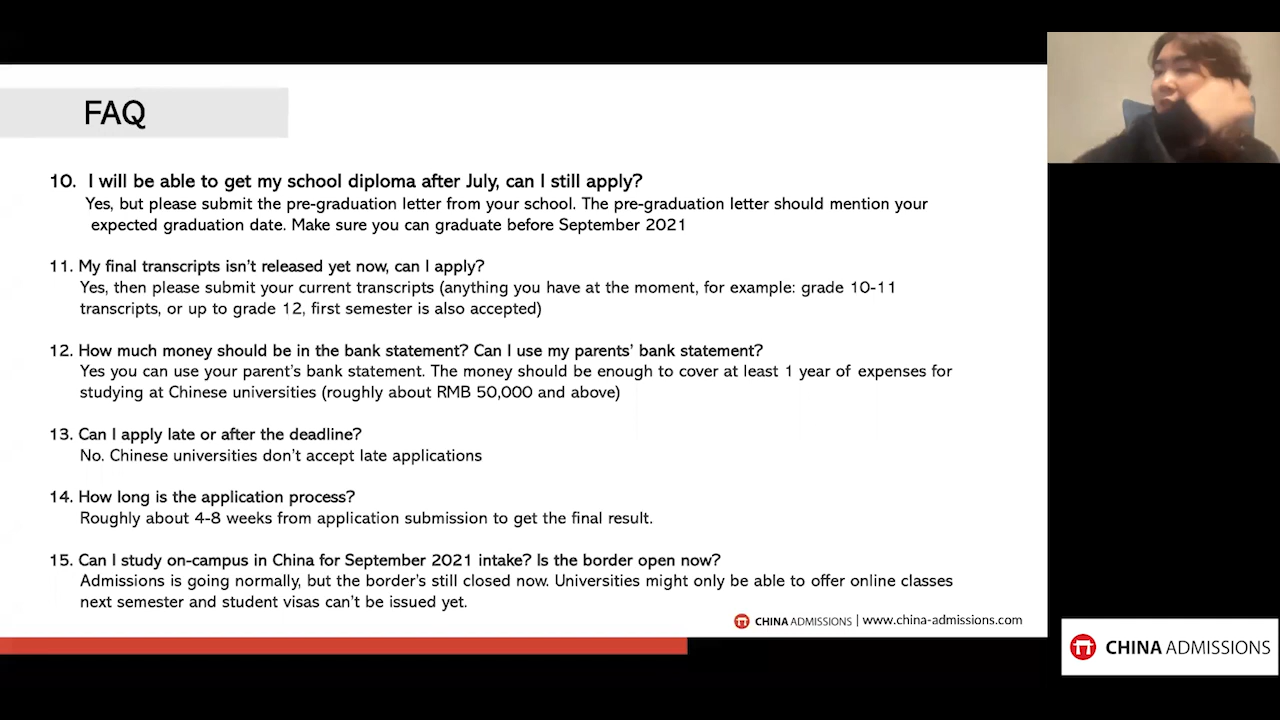 FAQ
10. I will be able to get my school diploma after July, can I still apply?
Yes, but please submit the pre-graduation letter from your school. The pre-graduation letter should mention your
expected graduation date. Make sure you can graduate before September 2021
11. My final transcripts isn't released yet now, can I apply?
Yes, then please submit your current transcripts (anything you have at the moment, for example: grade 10-11
transcripts, or up to grade 12, first semester is also accepted)
12. How much money should be in the bank statement? Can I use my parents' bank statement?
Yes you can use your parent's bank statement. The money should be enough to cover at least 1 year of expenses for
studying at Chinese universities (roughly about RMB 50,000 and above)
13. Can I apply late or after the deadline?
No. Chinese universities don't accept late applications
14. How long is the application process?
Roughly about 4-8 weeks from application submission to get the final result.
15. Can I study on-campus in China for September 2021 intake? Is the border open now?
Admissions is going normally, but the border's still closed now. Universities might only be able to offer online classes
next semester and student visas can't be issued yet.
CHINA ADMISSIONS | www.china-admissions.com
CHINA ADMISSIONS